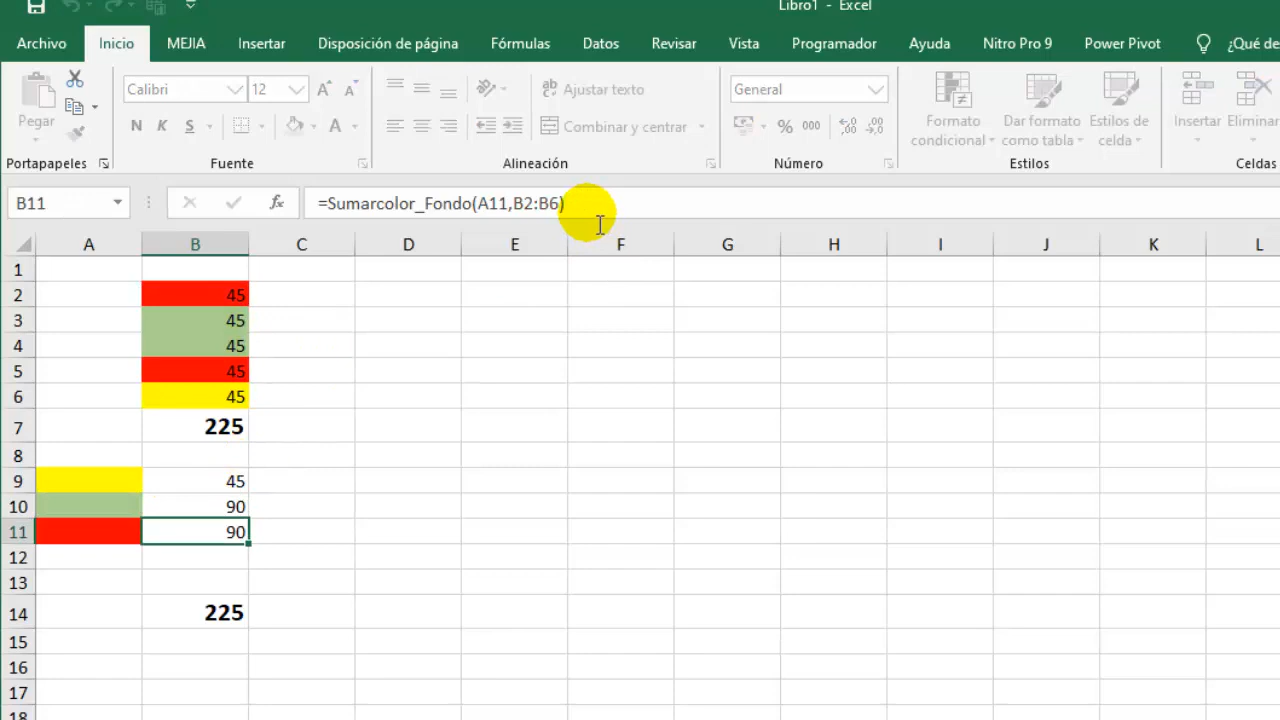 Libro1 - Excel
Archivo Inicio MEJIA Insertar Disposición de página Fórmulas Datos Revisar Vista Programador Ayuda Nitro Pro 9 Power Pivot ¿Qué de
Pegar Calibri 12 Ajustar texto General Formato condicional Dar formato como tabla Estilos de celda Insertar Eliminar
N K S A Combinar y centrar % 000
Portapapeles Fuente Alineación Número Estilos Celdas
B11 fx =Sumarcolor_Fondo(A11,B2:B6)
A B C D E F G H I J K L
1
2 45
3 45
4 45
5 45
6 45
7 225
8
9 45
10 90
11 90
12
13
14 225
15
16
17
18